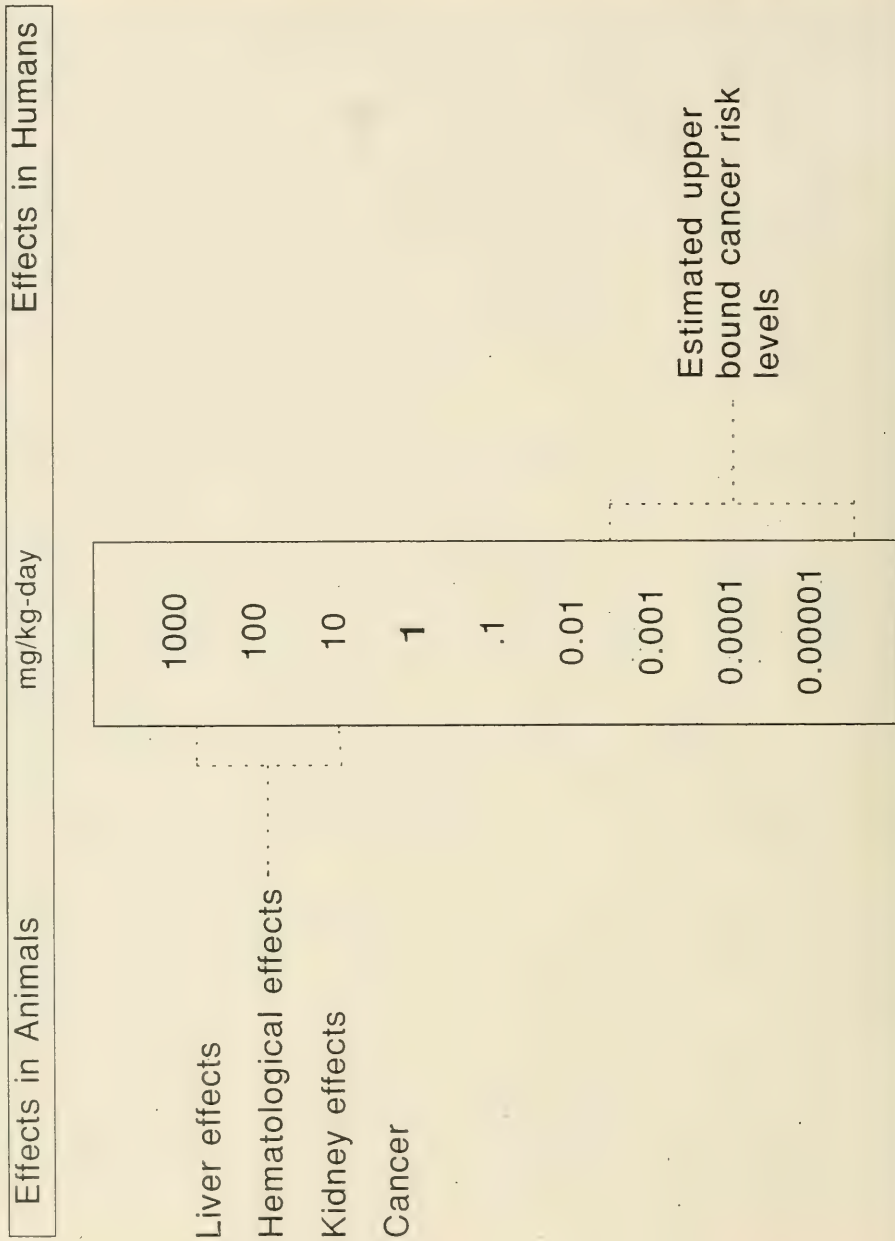 Effects in Animals mg/kg-day Effects in Humans
1000
Liver effects
100
Hematological effects
10
Kidney effects
1
Cancer
.1
0.01
0.001
0.0001
0.00001
Estimated upper
bound cancer risk
levels